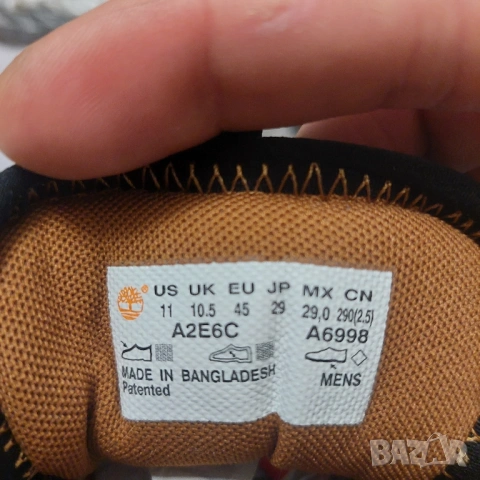 US UK EU JP MX CN
11 10.5 45 29 29,0 290(2.5)
A2E6C A6998
MADE IN BANGLADESH
Patented MENS
BAZAR